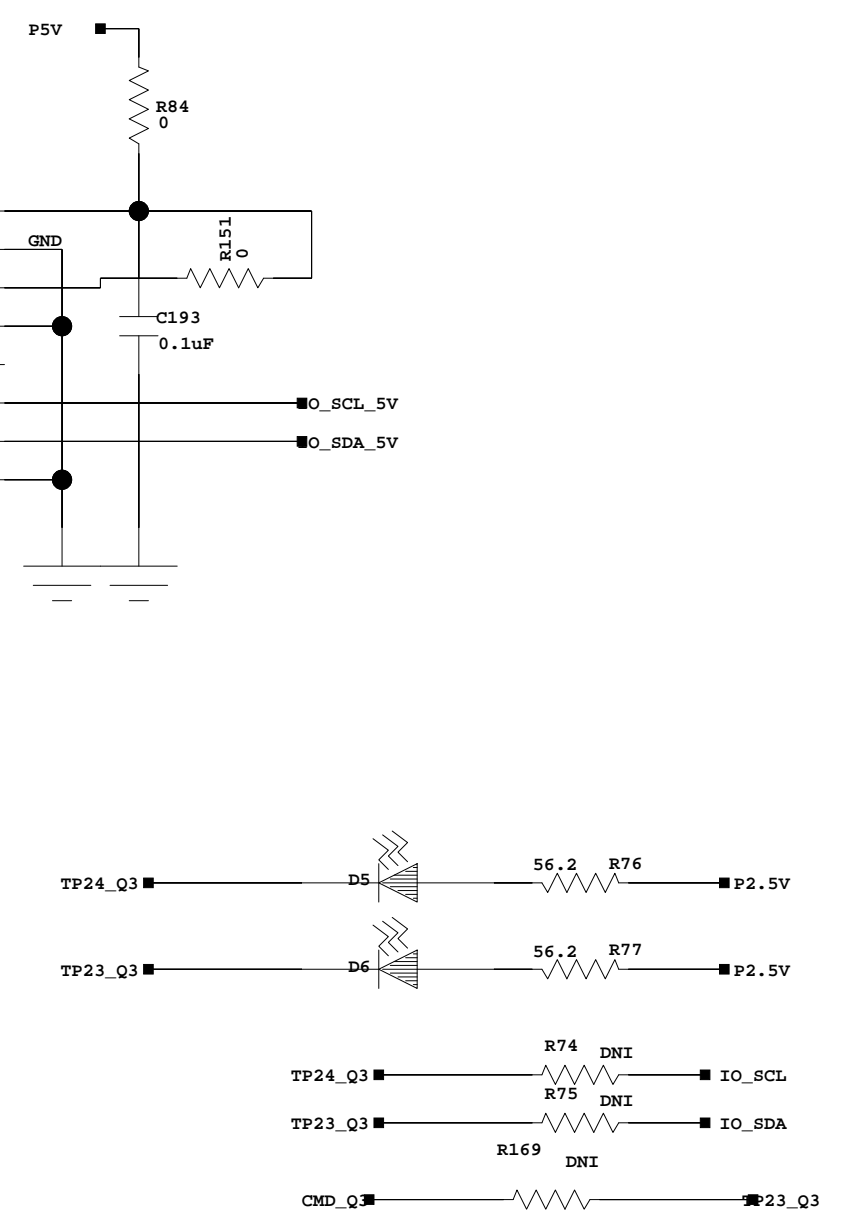 P5V
R84
0
R151
0
GND
C193
0.1uF
O_SCL_5V
O_SDA_5V
56.2 R76
TP24_Q3 D5 P2.5V
56.2 R77
TP23_Q3 D6 P2.5V
R74 DNI
TP24_Q3 IO_SCL
R75 DNI
TP23_Q3 IO_SDA
R169
DNI
CMD_Q3 TP23_Q3